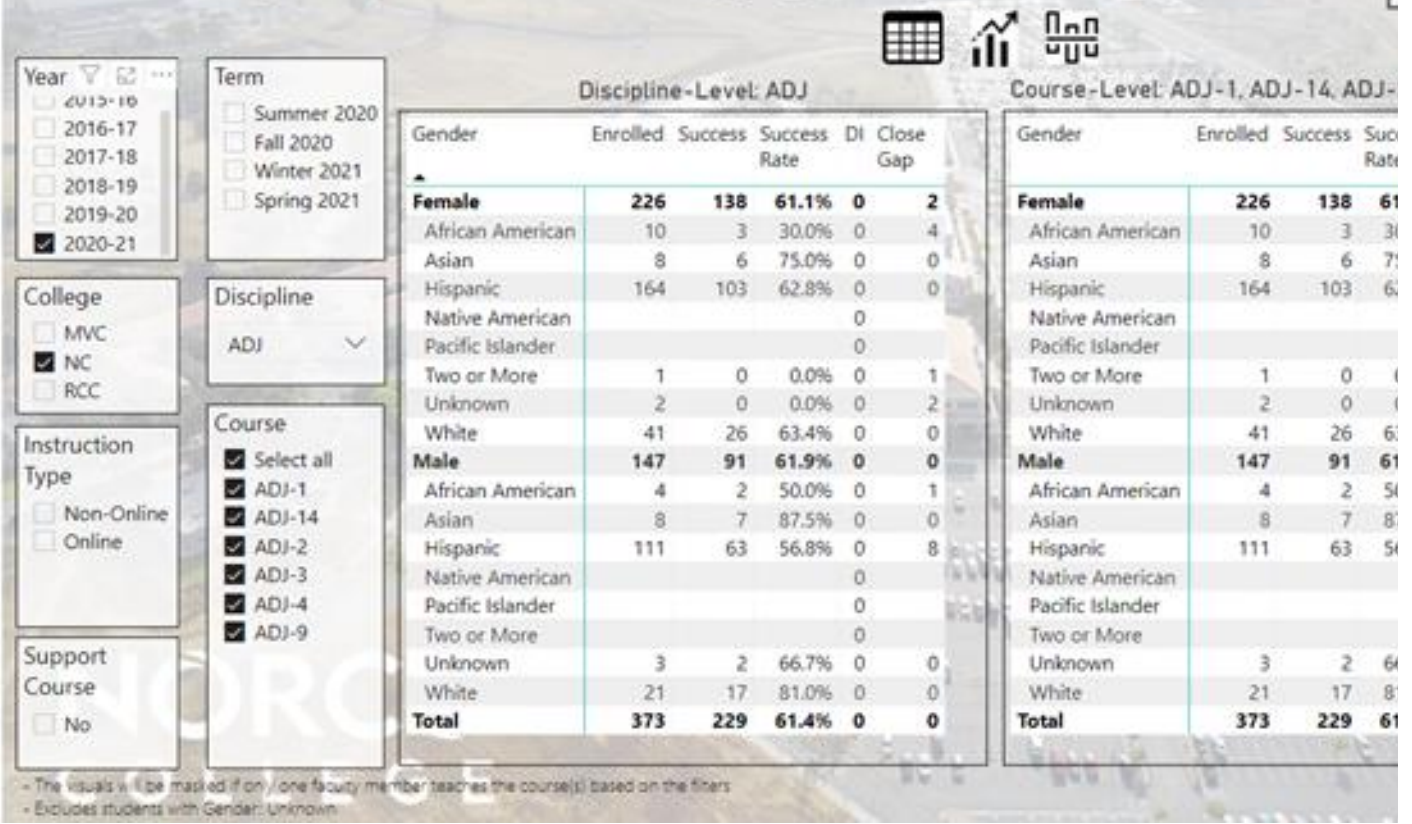 Year
2015-16
2016-17
2017-18
2018-19
2019-20
2020-21
Term
Summer 2020
Fall 2020
Winter 2021
Spring 2021
College
MVC
NC
RCC
Discipline
ADJ
Instruction
Type
Non-Online
Online
Course
Select all
ADJ-1
ADJ-14
ADJ-2
ADJ-3
ADJ-4
ADJ-9
Support
Course
No
Discipline-Level: ADJ
Gender Enrolled Success Success DI Close
Rate Gap
Female 226 138 61.1% 0 2
African American 10 3 30.0% 0 4
Asian 8 6 75.0% 0 0
Hispanic 164 103 62.8% 0 0
Native American 0
Pacific Islander 0
Two or More 1 0 0.0% 0 1
Unknown 2 0 0.0% 0 2
White 41 26 63.4% 0 0
Male 147 91 61.9% 0 0
African American 4 2 50.0% 0 1
Asian 8 7 87.5% 0 0
Hispanic 111 63 56.8% 0 8
Native American 0
Pacific Islander 0
Two or More 0
Unknown 3 2 66.7% 0 0
White 21 17 81.0% 0 0
Total 373 229 61.4% 0 0
Course-Level: ADJ-1, ADJ-14, ADJ-
Gender Enrolled Success
Female 226 138 61
African American 10 3
Asian 8 6
Hispanic 164 103
Native American
Pacific Islander
Two or More 1 0
Unknown 2 0
White 41 26
Male 147 91 61
African American 4 2
Asian 8 7
Hispanic 111 63
Native American
Pacific Islander
Two or More
Unknown 3 2
White 21 17
Total 373 229 61
NORC
COLLEGE
- The visuals will be masked if only one faculty member teaches the course(s) based on the filters
- Excludes students with Gender: Unknown